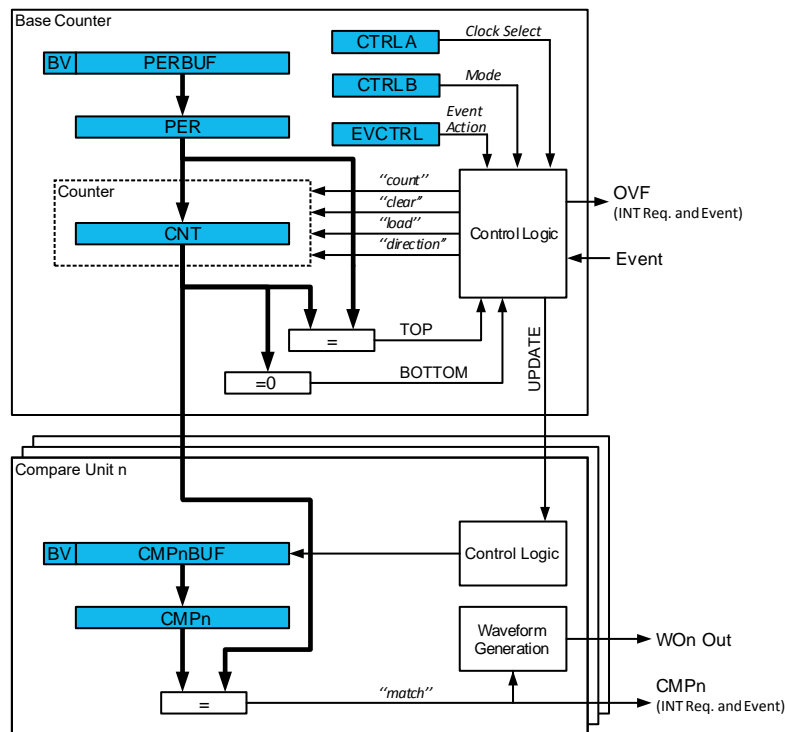 Base Counter
BV PERBUF
CTRLA
Clock Select
CTRLB
Mode
PER
EVCTRL
Event
Action
Counter
CNT
"count"
"clear"
"load"
"direction"
Control Logic
OVF
(INT Req. and Event)
Event
=
TOP
=0
BOTTOM
UPDATE
Compare Unit n
BV CMPnBUF
Control Logic
CMPn
Waveform
Generation
WOn Out
=
"match"
CMPn
(INT Req. and Event)